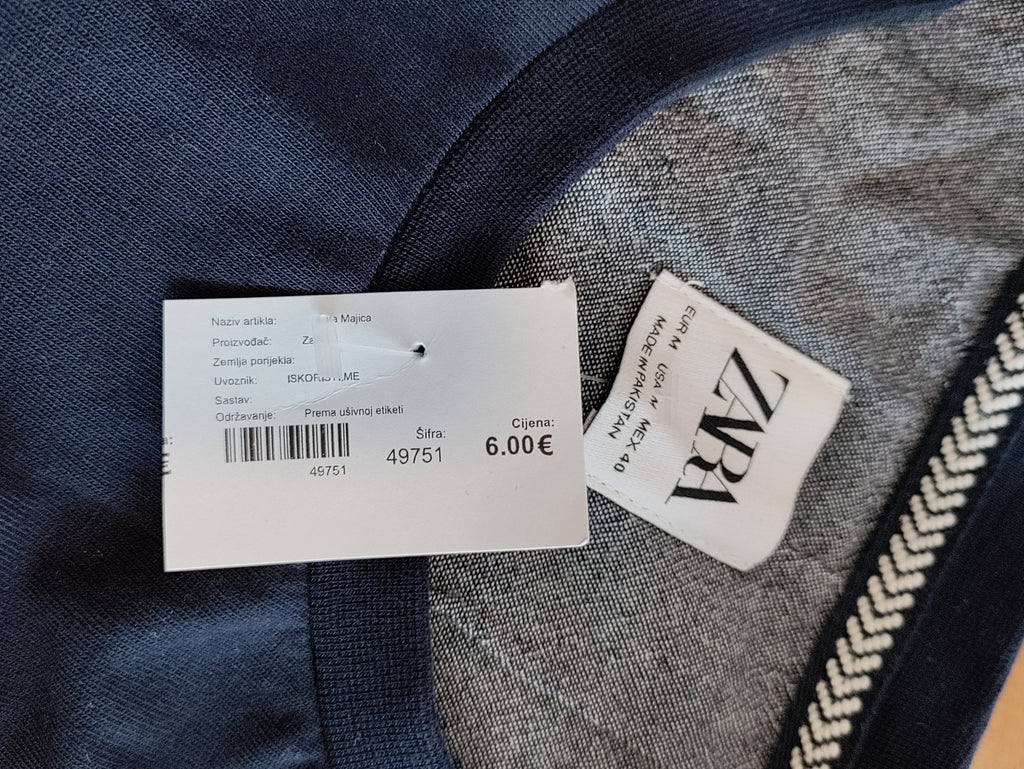 Naziv artikla: Majica
Proizvođač:
Zemlja porijekla:
Uvoznik:
Sastav:
Održavanje: Prema ušivnoj etiketi
49751
Šifra:
49751
Cijena:
6.00€
ZARA
EUR M USA M MEX 40
MADE IN PAKISTAN